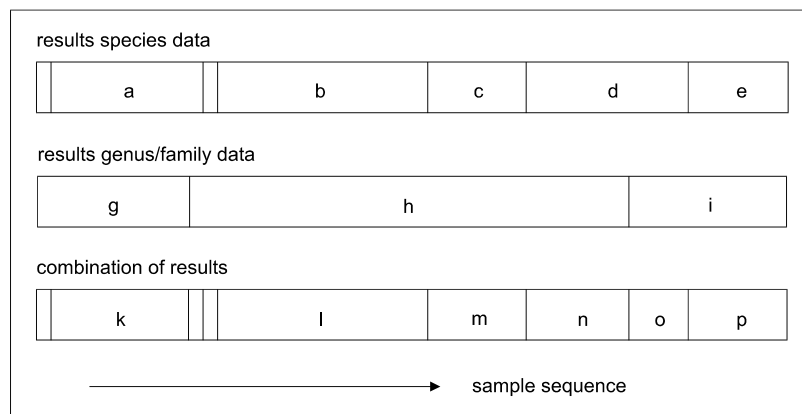 results species data
a b c d e
results genus/family data
g h i
combination of results
k l m n o p
sample sequence